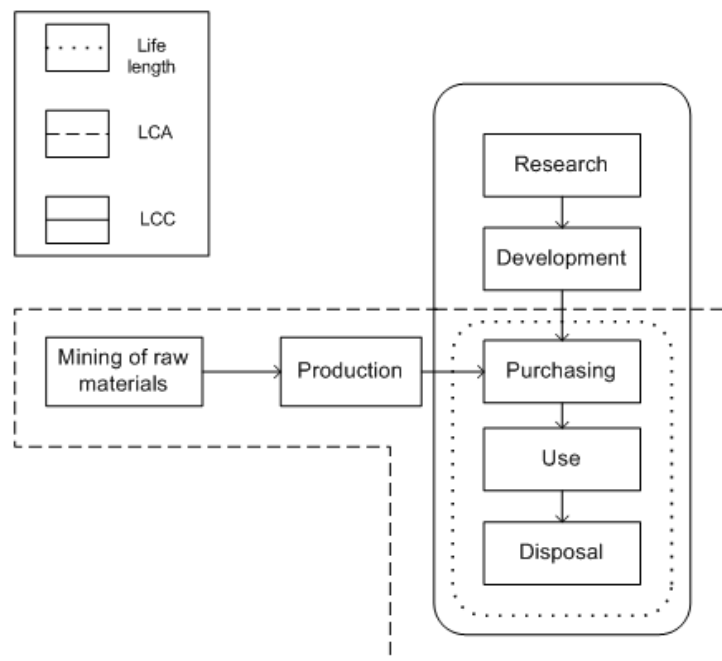 Life
length
LCA
LCC
Research
Development
Mining of raw
materials
Production
Purchasing
Use
Disposal